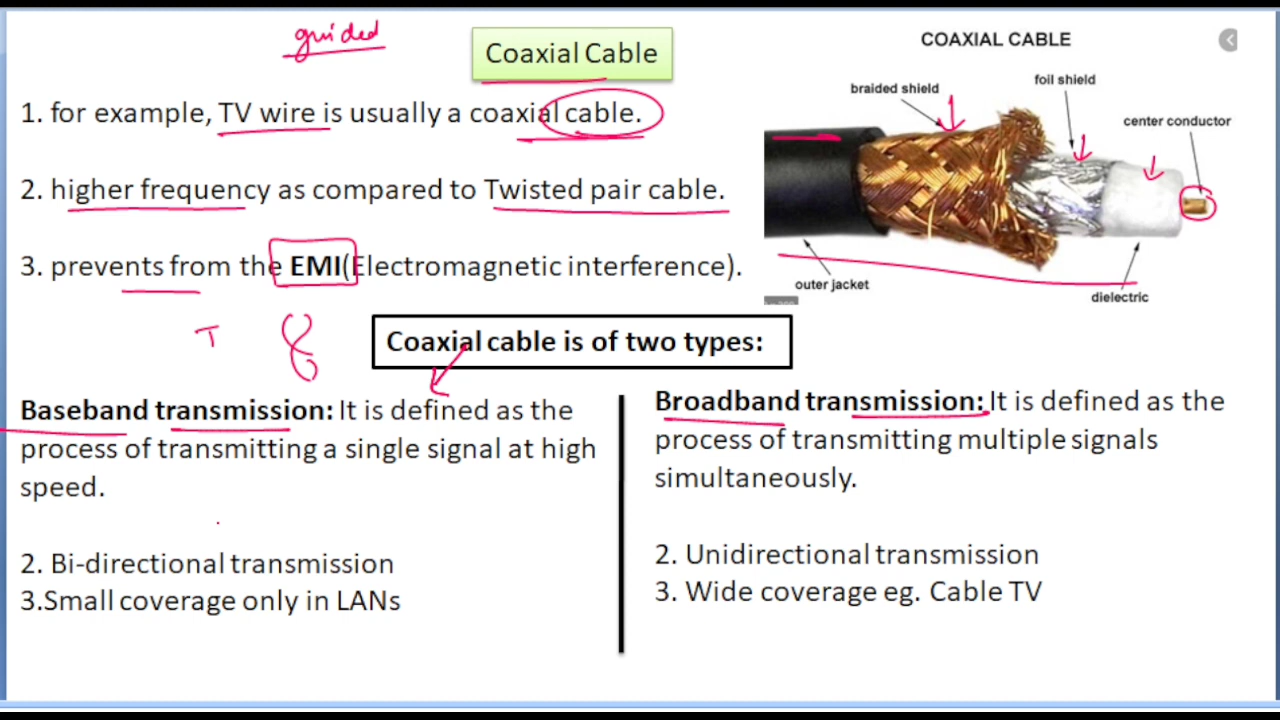 guided
Coaxial Cable
1. for example, TV wire is usually a coaxial cable.
2. higher frequency as compared to Twisted pair cable.
3. prevents from the EMI(Electromagnetic interference).
COAXIAL CABLE
braided shield
foil shield
center conductor
outer jacket
dielectric
T 8
Coaxial cable is of two types:
Baseband transmission: It is defined as the
process of transmitting a single signal at high
speed.
2. Bi-directional transmission
3.Small coverage only in LANs
Broadband transmission: It is defined as the
process of transmitting multiple signals
simultaneously.
2. Unidirectional transmission
3. Wide coverage eg. Cable TV